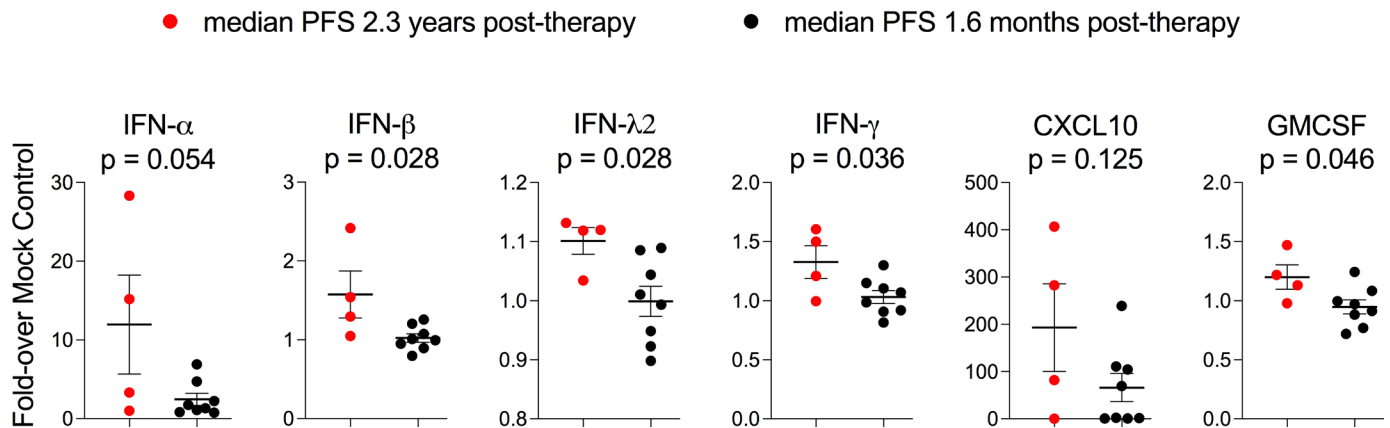 median PFS 2.3 years post-therapy
median PFS 1.6 months post-therapy
Fold-over Mock Control
IFN-α
p = 0.054
30
20
10
0
IFN-β
p = 0.028
3
2
1
0
IFN-λ2
p = 0.028
1.2
1.1
1.0
0.9
0.8
IFN-γ
p = 0.036
2.0
1.5
1.0
0.5
0.0
CXCL10
p = 0.125
500
400
300
200
100
0
GMCSF
p = 0.046
2.0
1.5
1.0
0.5
0.0